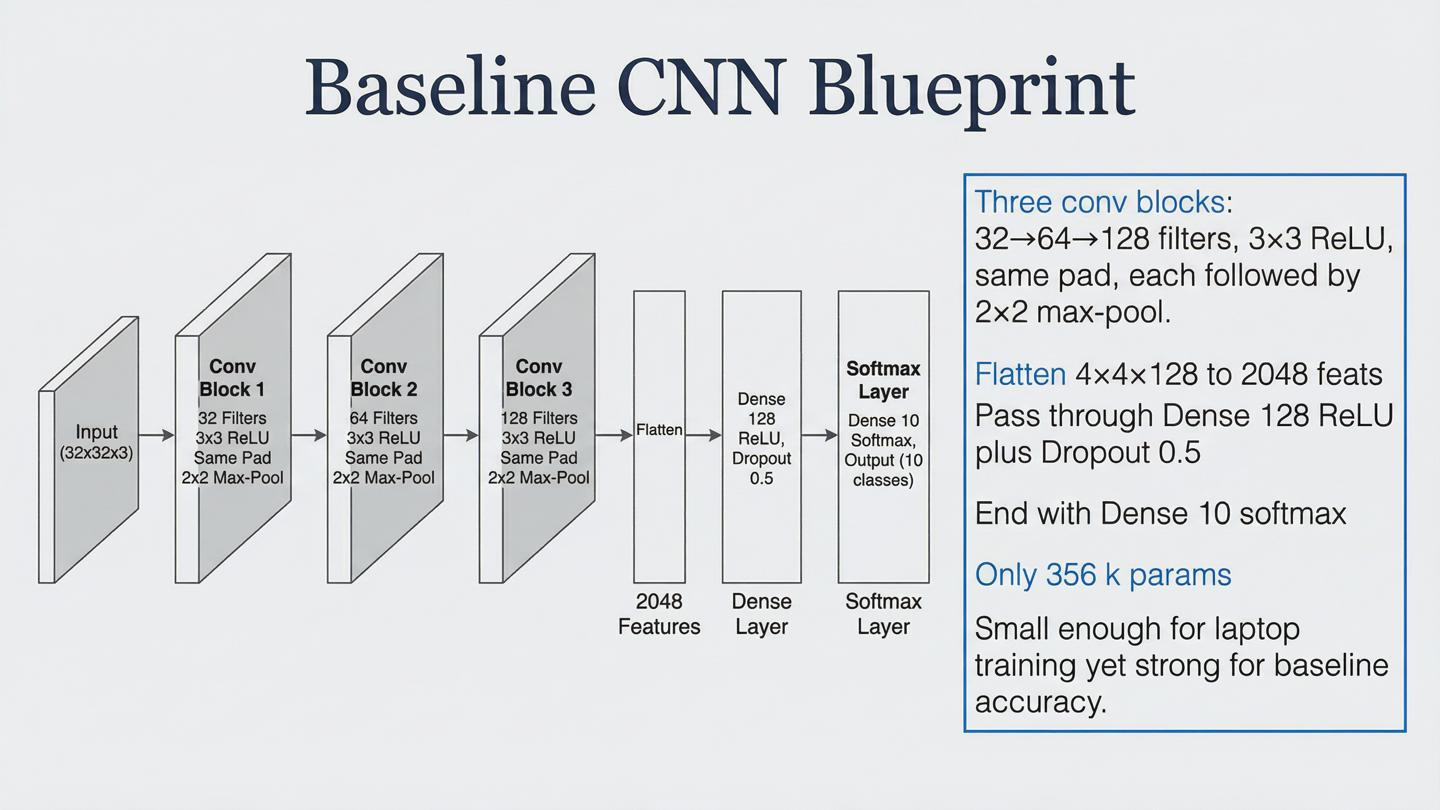 Baseline CNN Blueprint
Input
(32x32x3)
Conv
Block 1
32 Filters
3x3 ReLU
Same Pad
2x2 Max-Pool
Conv
Block 2
64 Filters
3x3 ReLU
Same Pad
2x2 Max-Pool
Conv
Block 3
128 Filters
3x3 ReLU
Same Pad
2x2 Max-Pool
Flatten
2048
Features
Dense
128
ReLU,
Dropout
0.5
Dense
Layer
Softmax
Layer
Dense 10
Softmax,
Output (10
classes)
Softmax
Layer
Three conv blocks:
32→64→128 filters, 3×3 ReLU,
same pad, each followed by
2×2 max-pool.
Flatten 4×4×128 to 2048 feats
Pass through Dense 128 ReLU
plus Dropout 0.5
End with Dense 10 softmax
Only 356 k params
Small enough for laptop
training yet strong for baseline
accuracy.